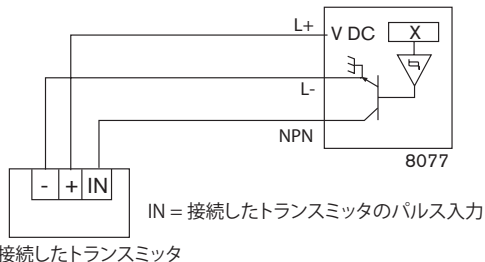 L+
V DC
X
L-
NPN
8077
- + IN
IN = 接続したトランスミッタのパルス入力
接続したトランスミッタ